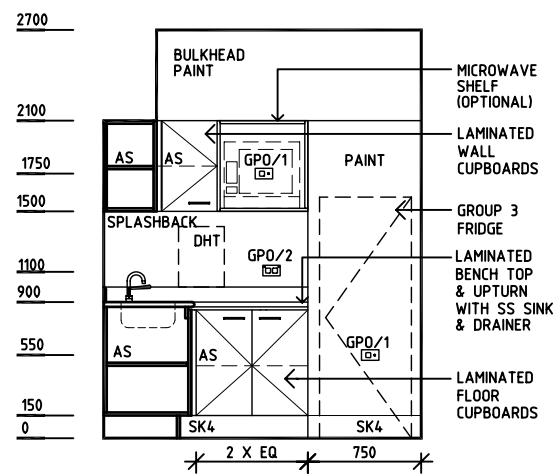 2700
BULKHEAD
PAINT
MICROWAVE
SHELF
(OPTIONAL)
2100
LAMINATED
WALL
CUPBOARDS
AS
AS
GPO/1
PAINT
1750
1500
GROUP 3
FRIDGE
SPLASHBACK
DHT
GPO/2
1100
LAMINATED
BENCH TOP
& UPTURN
WITH SS SINK
& DRAINER
900
550
AS
AS
GPO/1
LAMINATED
FLOOR
CUPBOARDS
150
0
SK4
SK4
2 X EQ
750